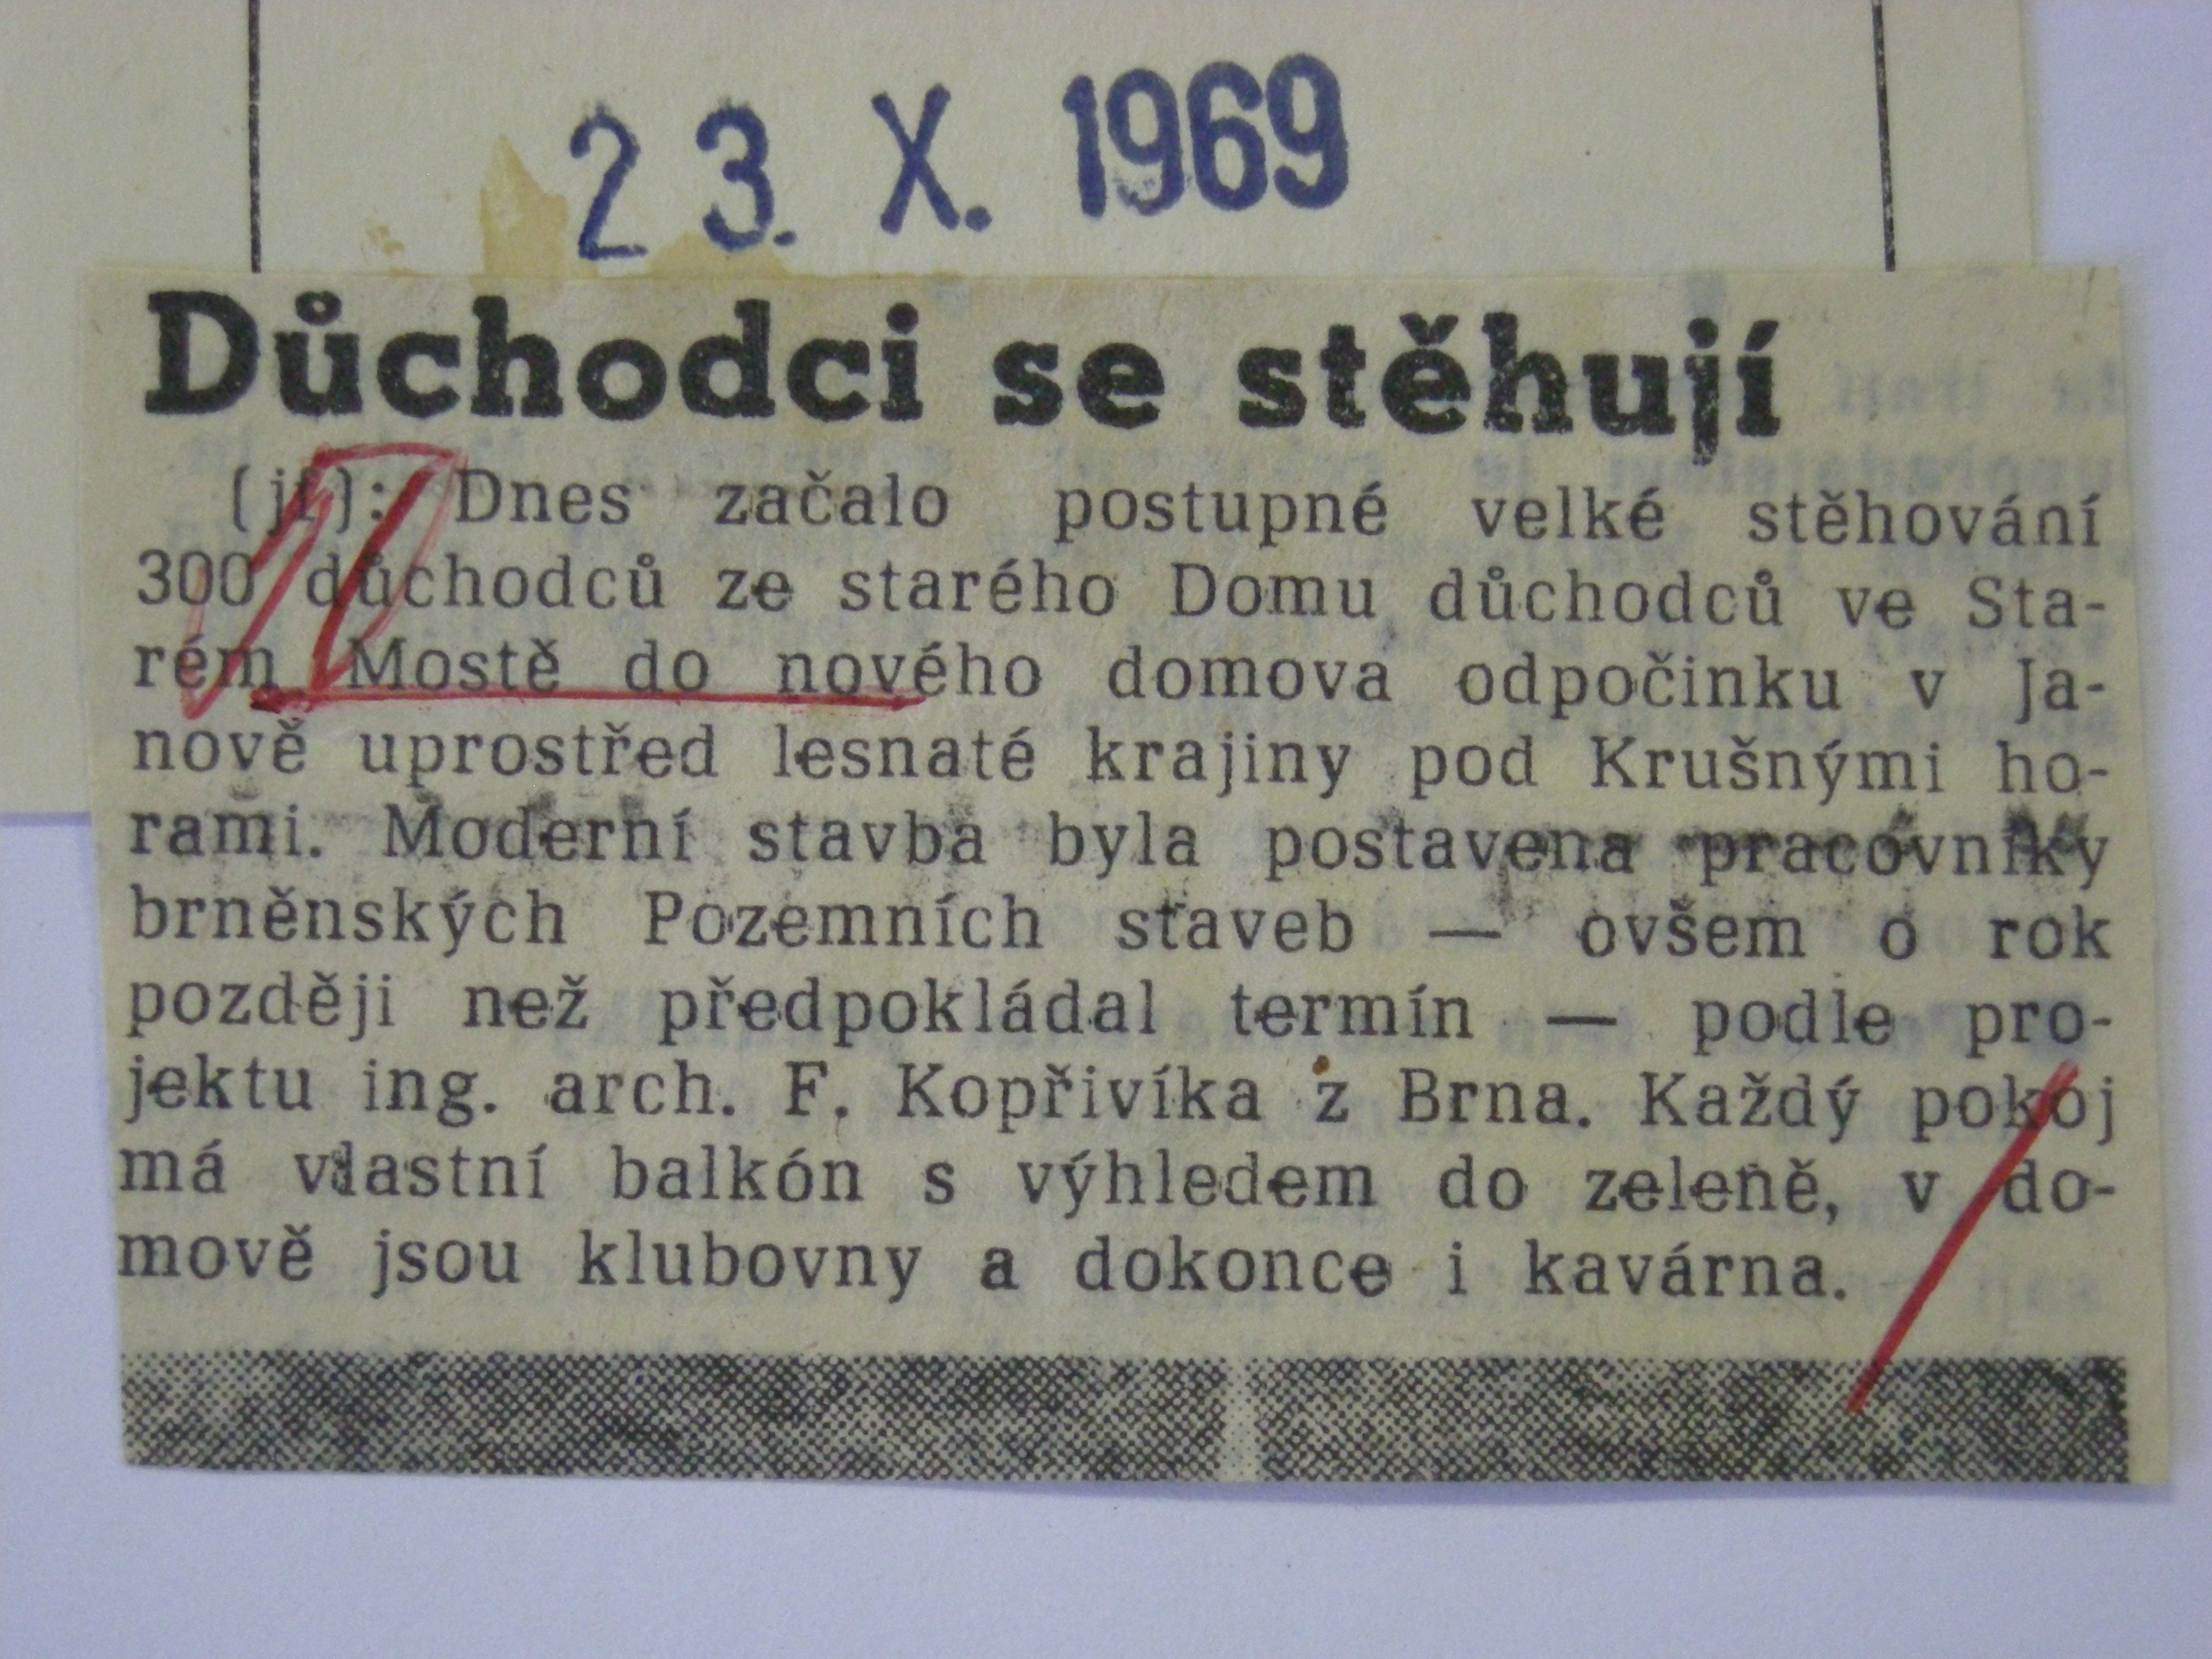 23. X. 1969
Důchodci se stěhují
Dnes začalo postupné velké stěhování
300 důchodců ze starého Domu důchodců ve Sta-
rém Mostě do nového domova odpočinku v Ja-
nově uprostřed lesnaté krajiny pod Krušnými ho-
rami. Moderní stavba byla postavena pracovníky
brněnských Pozemních staveb — ovšem o rok
později než předpokládal termín — podle pro-
jektu ing. arch. F. Kopřivíka z Brna. Každý pokoj
má vlastní balkón s výhledem do zeleně, v do-
mově jsou klubovny a dokonce i kavárna.